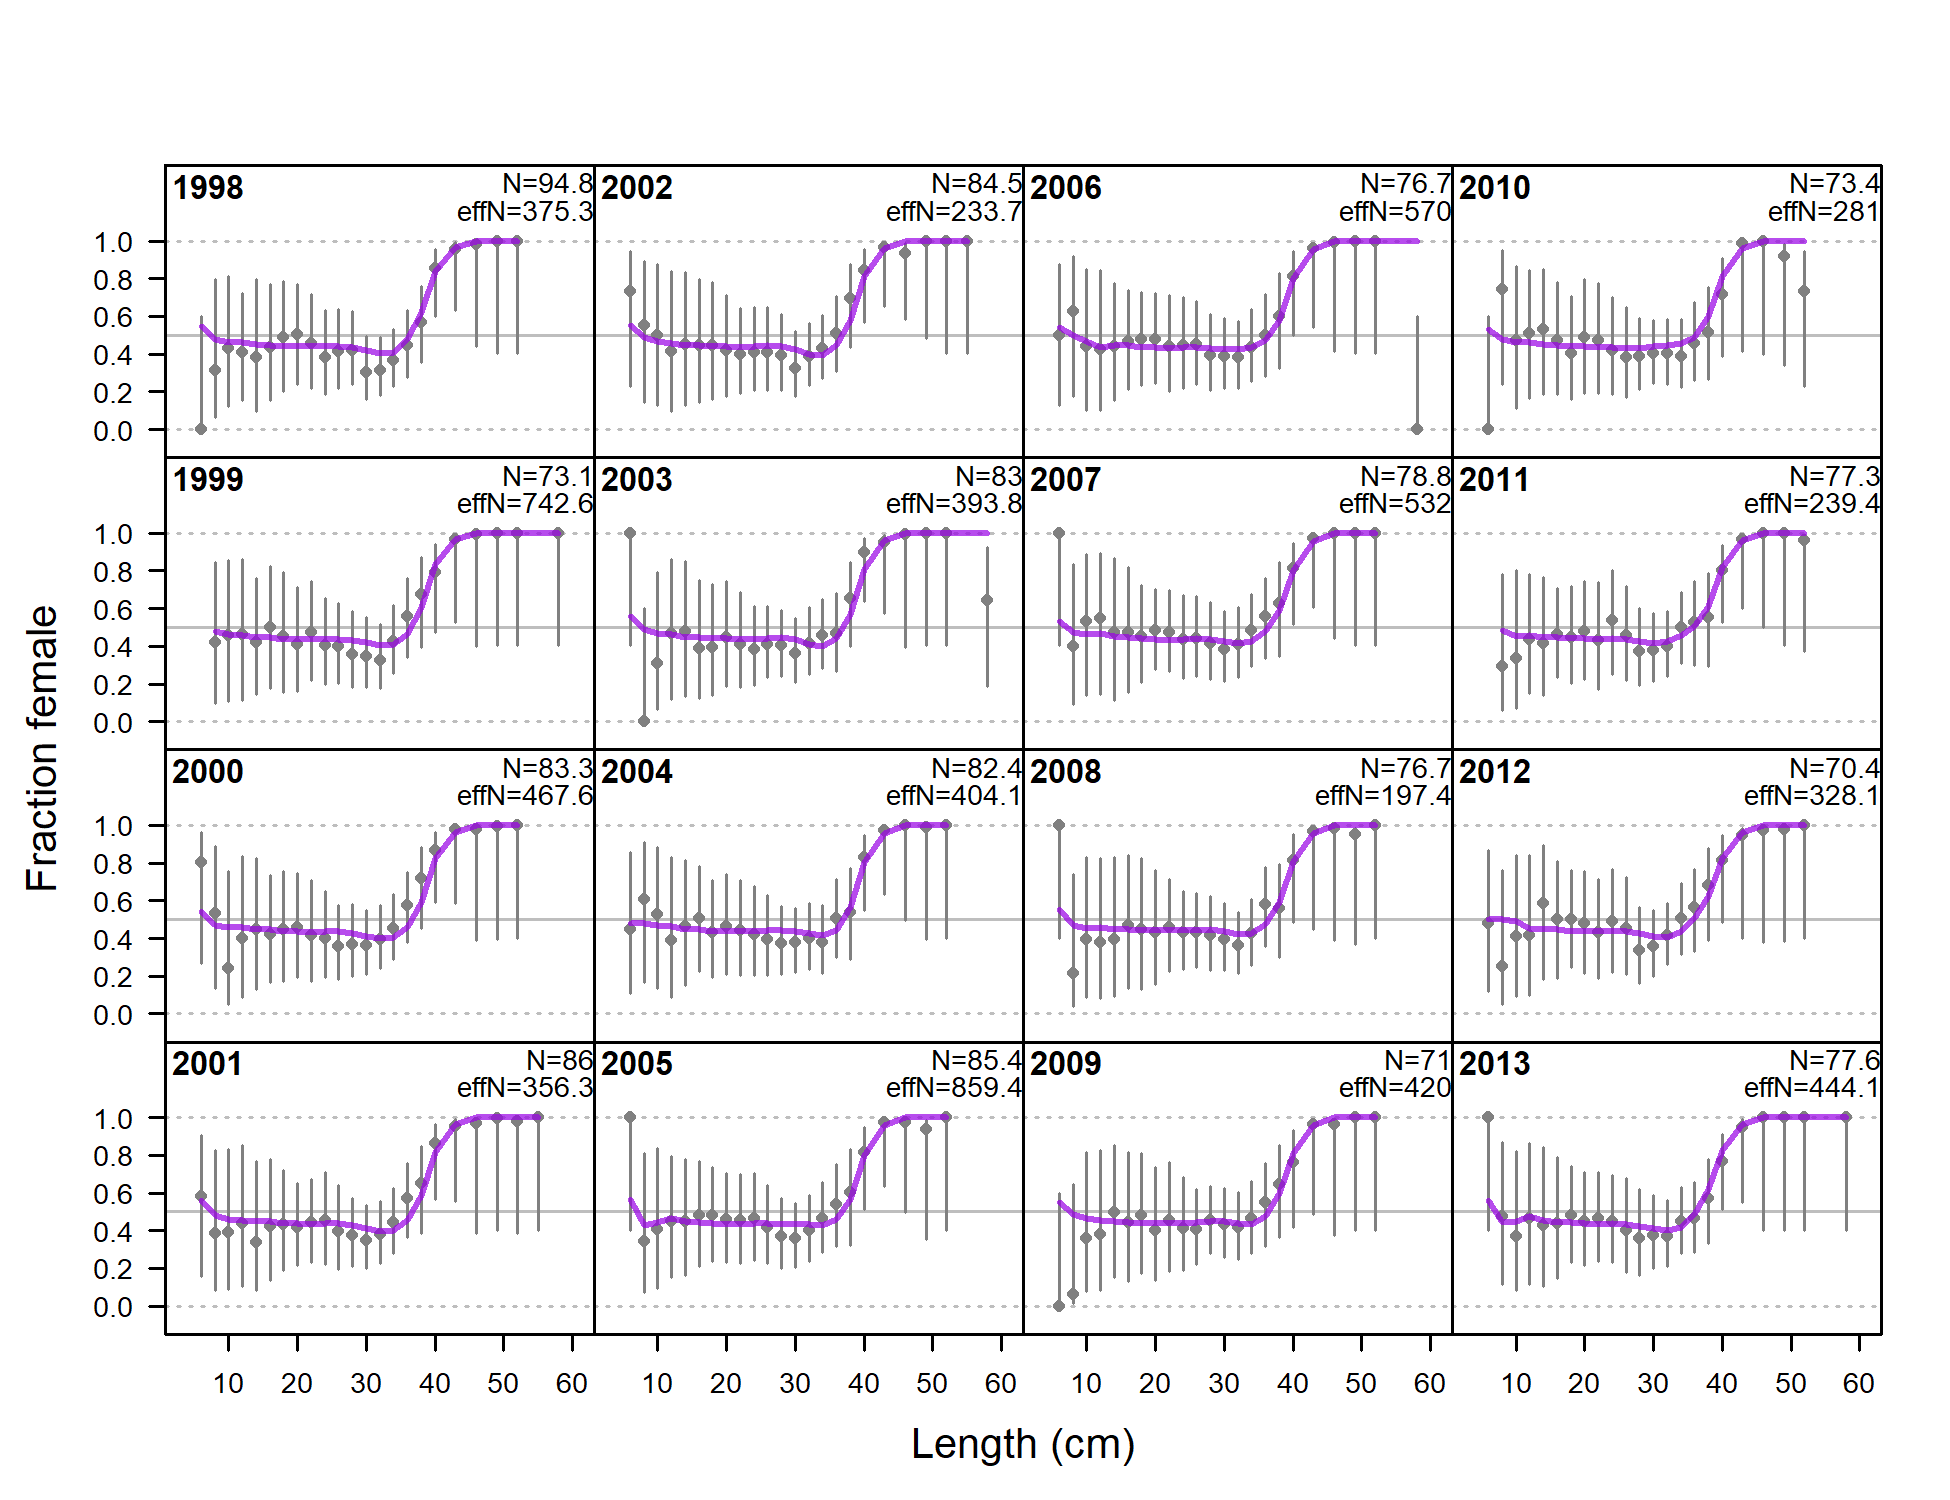 1998
N=94.8
effN=375.3
2002
N=84.5
effN=233.7
2006
N=76.7
effN=570
2010
N=73.4
effN=281
1.0
0.8
0.6
0.4
0.2
0.0
1999
N=73.1
effN=742.6
2003
N=83
effN=393.8
2007
N=78.8
effN=532
2011
N=77.3
effN=239.4
1.0
0.8
0.6
0.4
0.2
0.0
2000
N=83.3
effN=467.6
2004
N=82.4
effN=404.1
2008
N=76.7
effN=197.4
2012
N=70.4
effN=328.1
1.0
0.8
0.6
0.4
0.2
0.0
2001
N=86
effN=356.3
2005
N=85.4
effN=859.4
2009
N=71
effN=420
2013
N=77.6
effN=444.1
1.0
0.8
0.6
0.4
0.2
0.0
10 20 30 40 50 60 10 20 30 40 50 60 10 20 30 40 50 60 10 20 30 40 50 60
Length (cm)
Fraction female